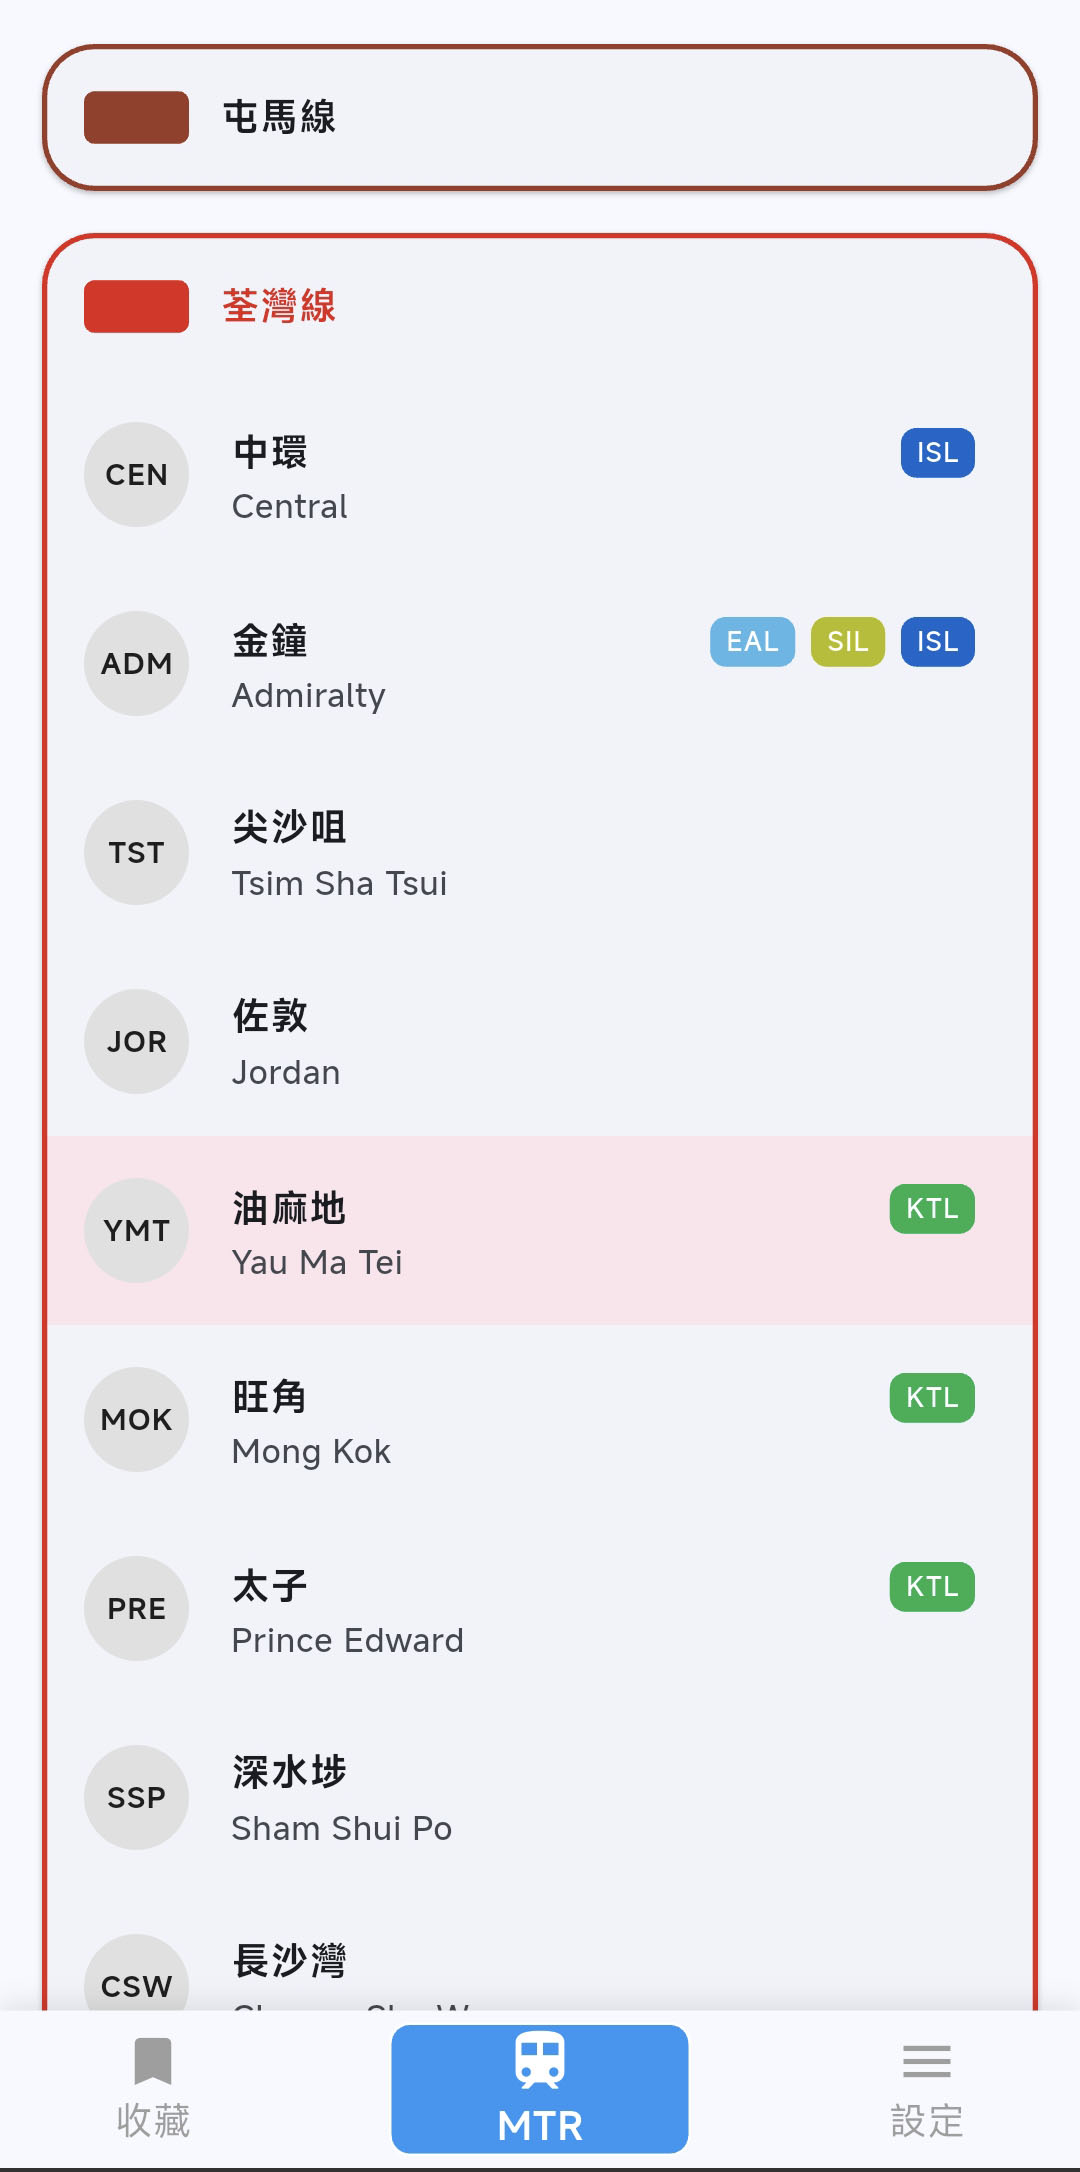 屯馬線
荃灣線
CEN
中環
ISL
Central
ADM
金鐘
EAL SIL ISL
Admiralty
TST
尖沙咀
Tsim Sha Tsui
JOR
佐敦
Jordan
YMT
油麻地
KTL
Yau Ma Tei
MOK
旺角
KTL
Mong Kok
PRE
太子
KTL
Prince Edward
SSP
深水埗
Sham Shui Po
CSW
長沙灣
收藏
MTR
設定